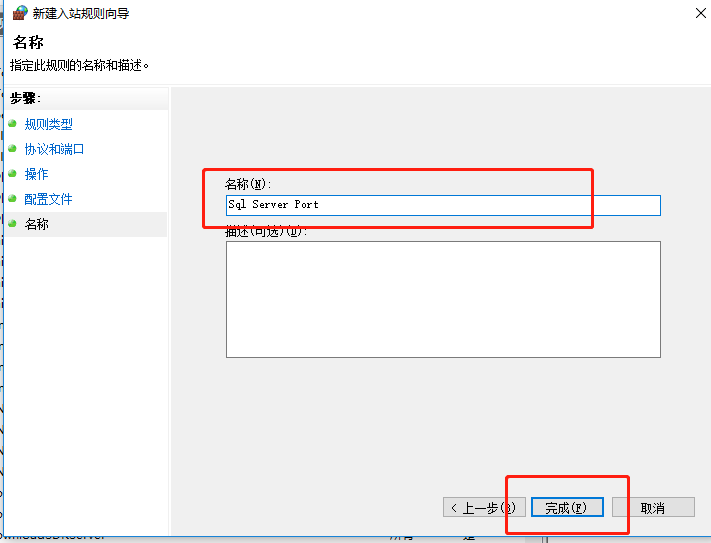 新建入站规则向导
名称
指定此规则的名称和描述。
步骤:
规则类型
协议和端口
操作
配置文件
名称
名称(N):
Sql Server Port
描述(可选)(D):
< 上一步(B)
完成(F)
取消